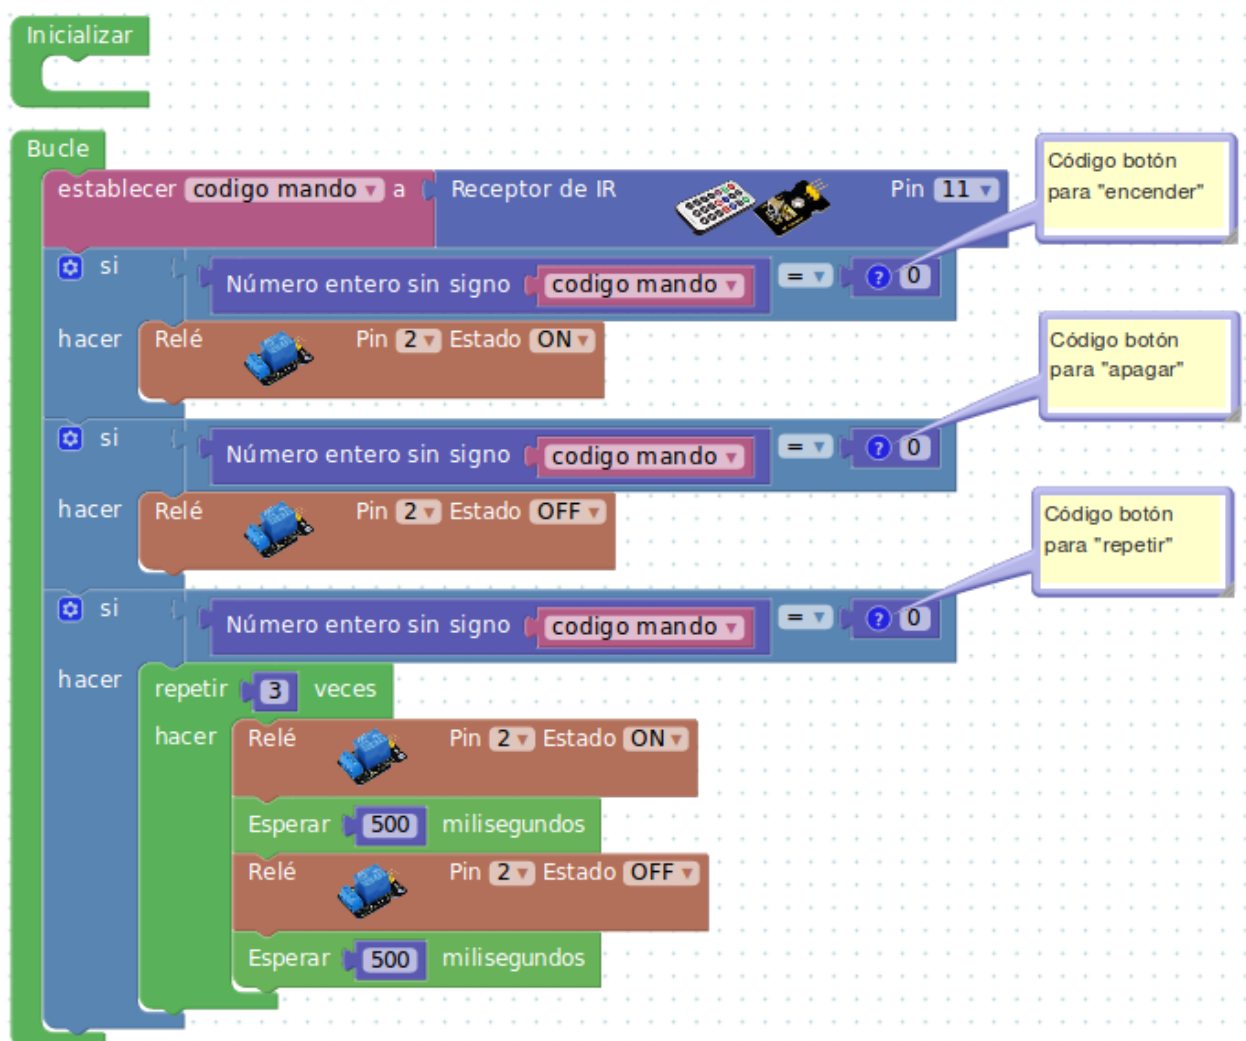 Inicializar
Bucle
establecer codigo mando a Receptor de IR Pin 11
Código botón
para "encender"
si Número entero sin signo codigo mando = ? 0
hacer Relé Pin 2 Estado ON
Código botón
para "apagar"
si Número entero sin signo codigo mando = ? 0
hacer Relé Pin 2 Estado OFF
Código botón
para "repetir"
si Número entero sin signo codigo mando = ? 0
hacer repetir 3 veces
hacer Relé Pin 2 Estado ON
Esperar 500 milisegundos
Relé Pin 2 Estado OFF
Esperar 500 milisegundos